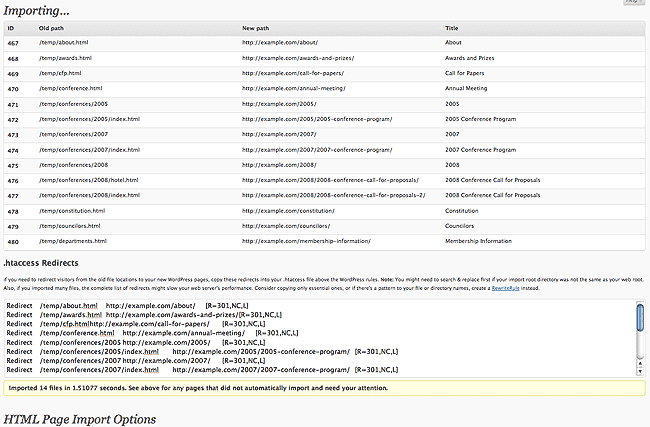 Help
Importing...
ID Old path New path Title
467 /temp/about.html http://example.com/about/ About
468 /temp/awards.html http://example.com/awards-and-prizes/ Awards and Prizes
469 /temp/cfp.html http://example.com/call-for-papers/ Call for Papers
470 /temp/conference.html http://example.com/annual-meeting/ Annual Meeting
471 /temp/conferences/2005 http://example.com/2005/ 2005
472 /temp/conferences/2005/index.html http://example.com/2005/2005-conference-program/ 2005 Conference Program
473 /temp/conferences/2007 http://example.com/2007/ 2007
474 /temp/conferences/2007/index.html http://example.com/2007/2007-conference-program/ 2007 Conference Program
475 /temp/conferences/2008 http://example.com/2008/ 2008
476 /temp/conferences/2008/hotel.html http://example.com/2008/2008-conference-call-for-proposals/ 2008 Conference Call for Proposals
477 /temp/conferences/2008/index.html http://example.com/2008/2008-conference-call-for-proposals-2/ 2008 Conference Call for Proposals
478 /temp/constitution.html http://example.com/constitution/ Constitution
479 /temp/councilors.html http://example.com/councilors/ Councilors
480 /temp/departments.html http://example.com/membership-information/ Membership Information
.htaccess Redirects
If you need to redirect visitors from the old file locations to your new WordPress pages, copy these redirects into your .htaccess file above the WordPress rules. Note: You might need to search & replace first if your import root directory was not the same as your web root.
Also, if you imported many files, the complete list of redirects might slow your web server's performance. Consider copying only essential ones, or if there's a pattern to your file or directory names, create a RewriteRule instead.
Redirect /temp/about.html http://example.com/about/ [R=301,NC,L]
Redirect /temp/awards.html http://example.com/awards-and-prizes/[R=301,NC,L]
Redirect /temp/cfp.htmlhttp://example.com/call-for-papers/ [R=301,NC,L]
Redirect /temp/conference.html http://example.com/annual-meeting/ [R=301,NC,L]
Redirect /temp/conferences/2005 http://example.com/2005/ [R=301,NC,L]
Redirect /temp/conferences/2005/index.html http://example.com/2005/2005-conference-program/ [R=301,NC,L]
Redirect /temp/conferences/2007 http://example.com/2007/ [R=301,NC,L]
Redirect /temp/conferences/2007/index.html http://example.com/2007/2007-conference-program/ [R=301,NC,L]
Imported 14 files in 1.51077 seconds. See above for any pages that did not automatically import and need your attention.
HTML Page Import Options